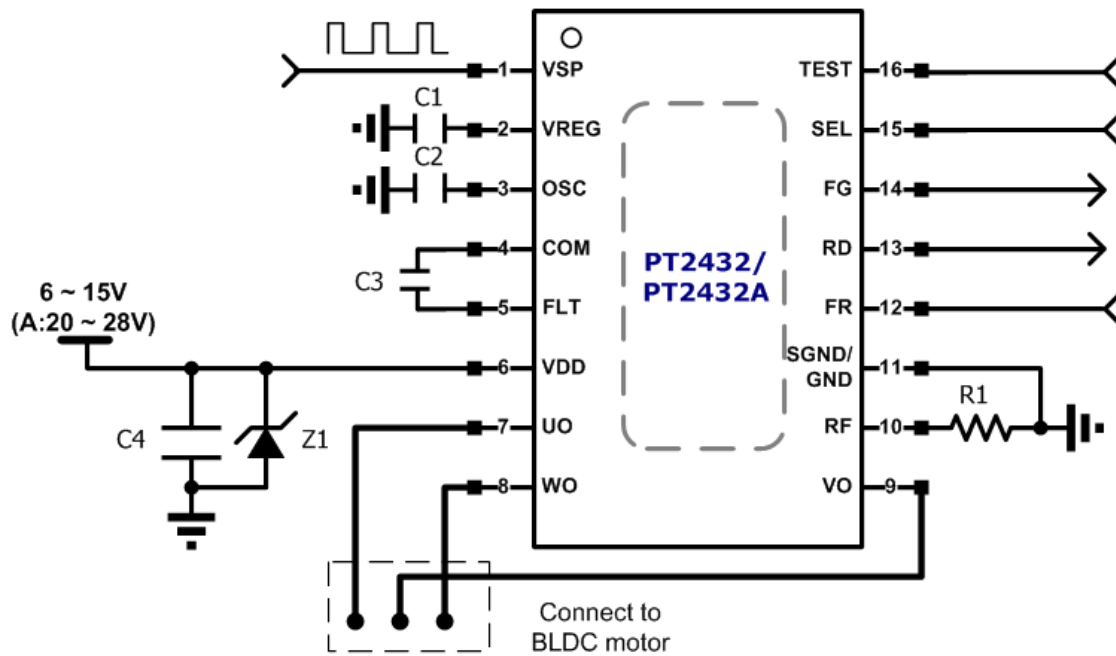 1 VSP TEST 16
C1
2 VREG SEL 15
C2
3 OSC FG 14
4 COM RD 13
C3
PT2432/
PT2432A
5 FLT FR 12
6 ~ 15V
(A:20 ~ 28V)
6 VDD SGND/
GND 11
R1
7 UO RF 10
C4 Z1
8 WO VO 9
Connect to
BLDC motor